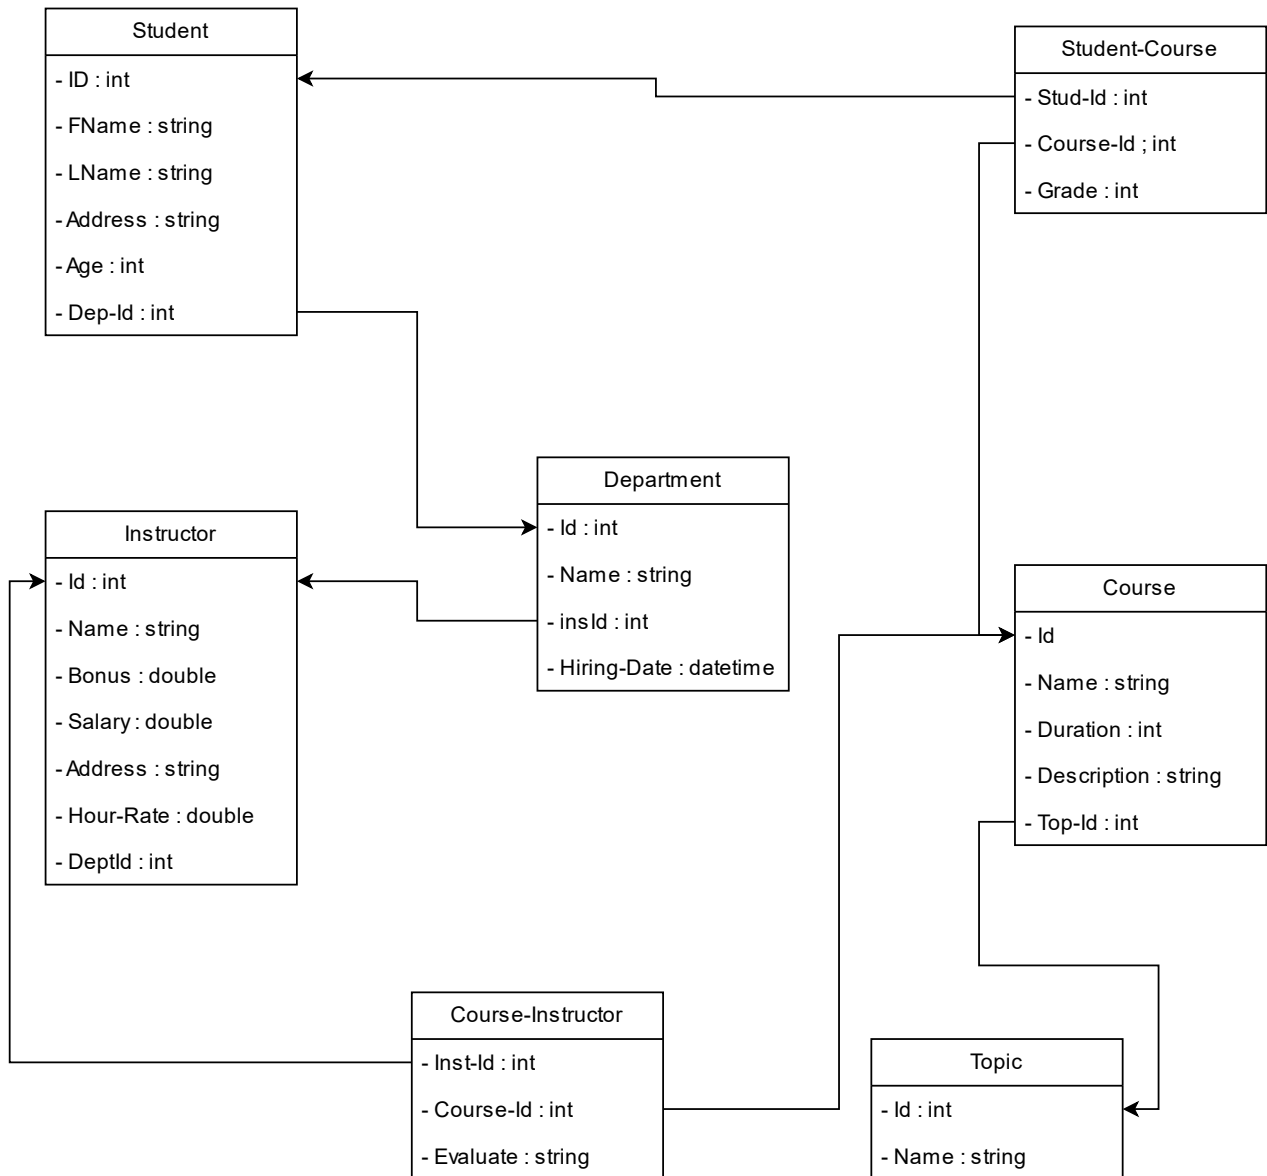 Student
- ID : int
- FName : string
- LName : string
- Address : string
- Age : int
- Dep-Id : int
Student-Course
- Stud-Id : int
- Course-Id ; int
- Grade : int
Department
- Id : int
- Name : string
- insId : int
- Hiring-Date : datetime
Instructor
- Id : int
- Name : string
- Bonus : double
- Salary : double
- Address : string
- Hour-Rate : double
- DeptId : int
Course
- Id
- Name : string
- Duration : int
- Description : string
- Top-Id : int
Course-Instructor
- Inst-Id : int
- Course-Id : int
- Evaluate : string
Topic
- Id : int
- Name : string